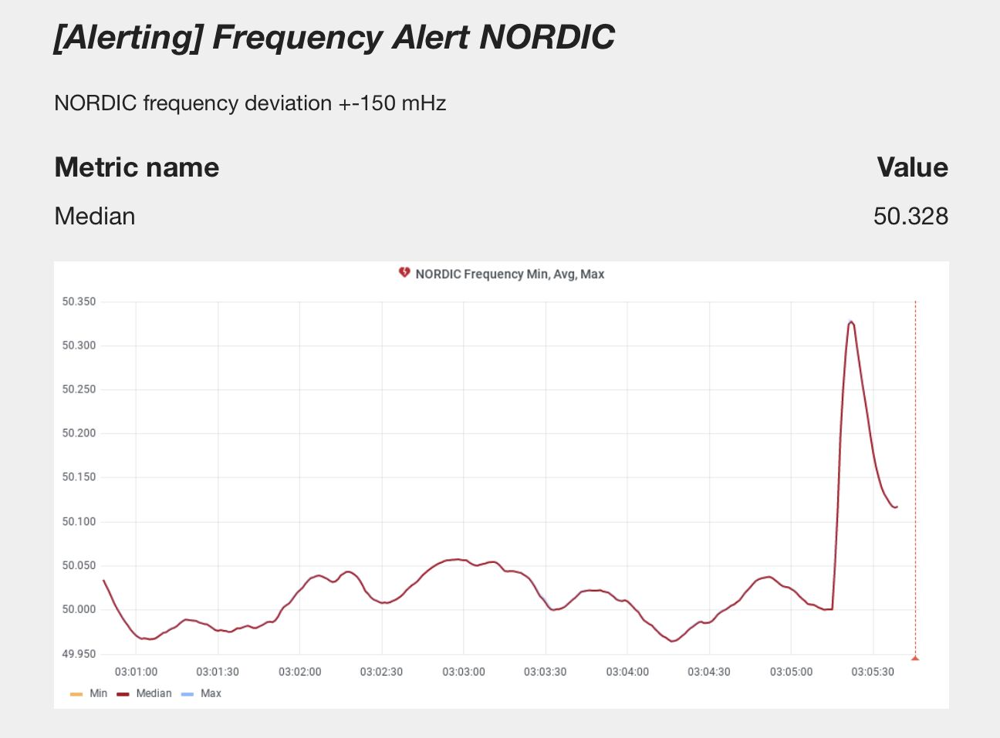 [Alerting] Frequency Alert NORDIC
NORDIC frequency deviation +-150 mHz
Metric name Value
Median 50.328
NORDIC Frequency Min, Avg, Max
50.350
50.300
50.250
50.200
50.150
50.100
50.050
50.000
49.950
03:01:00 03:01:30 03:02:00 03:02:30 03:03:00 03:03:30 03:04:00 03:04:30 03:05:00 03:05:30
Min Median Max